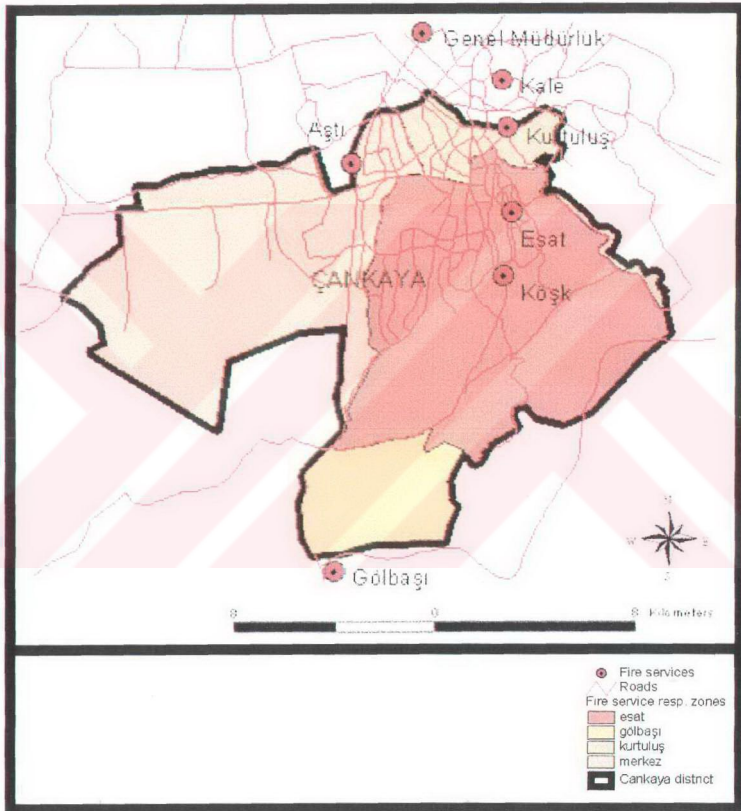 Genel Müdürlük
Kale
Aştı
Kurtuluş
Esat
ÇANKAYA
Köşk
N
W
E
S
Gölbaşı
8 0 8 Kilometers
Fire services
Roads
Fire service resp. zones
esat
gölbaşı
kurtuluş
merkez
Cankaya district